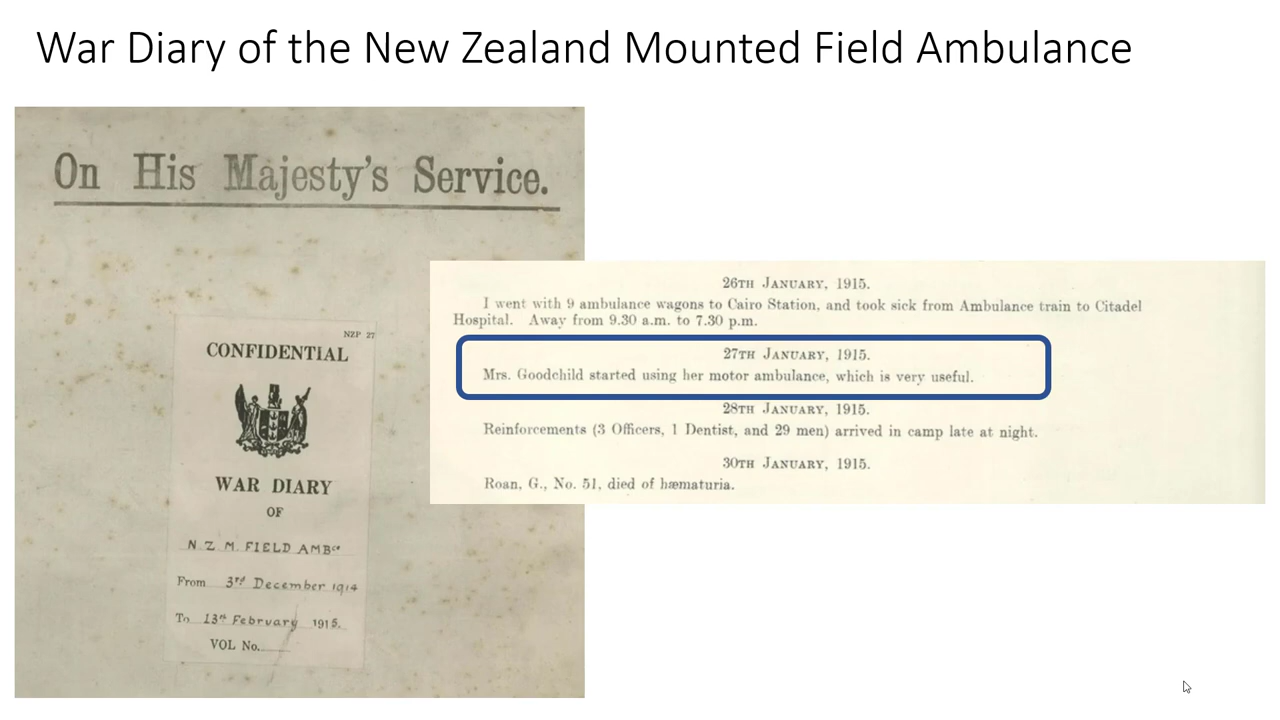 War Diary of the New Zealand Mounted Field Ambulance
On His Majesty's Service.
NZP 27
CONFIDENTIAL
WAR DIARY
OF
N Z M FIELD AMBce
From 3rd December 1914
To 13th February 1915.
VOL No.
26TH JANUARY, 1915.
I went with 9 ambulance wagons to Cairo Station, and took sick from Ambulance train to Citadel
Hospital. Away from 9.30 a.m. to 7.30 p.m.
27TH JANUARY, 1915.
Mrs. Goodchild started using her motor ambulance, which is very useful.
28TH JANUARY, 1915.
Reinforcements (3 Officers, 1 Dentist, and 29 men) arrived in camp late at night.
30TH JANUARY, 1915.
Roan, G., No. 51, died of hæmaturia.